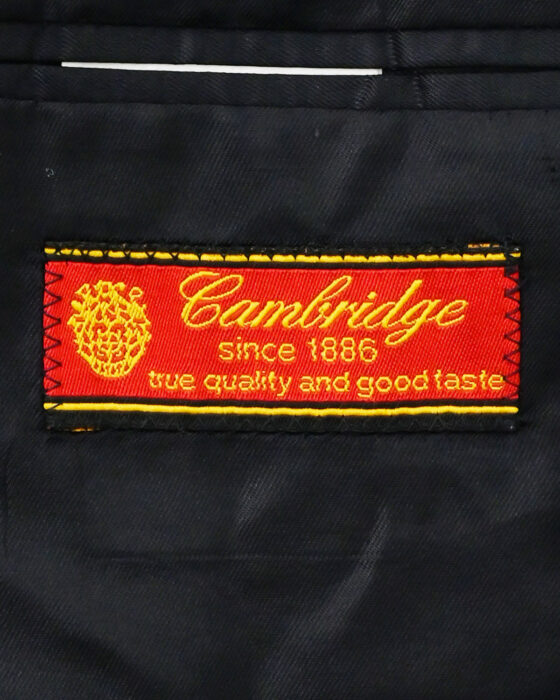 Cambridge
since 1886
true quality and good taste